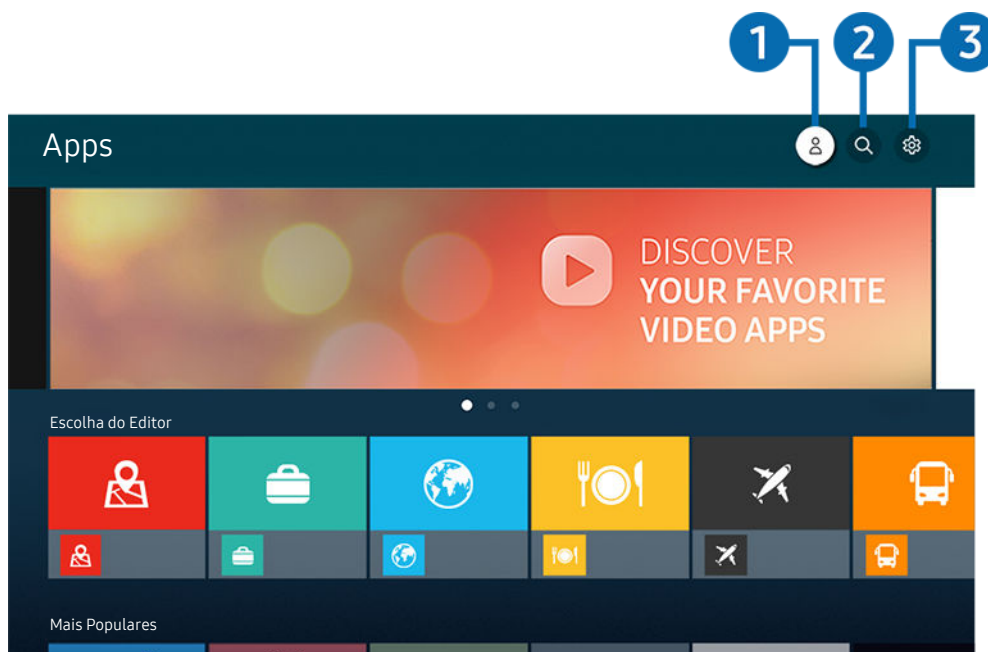 1 2 3
Apps
DISCOVER
YOUR FAVORITE
VIDEO APPS
Escolha do Editor
Mais Populares